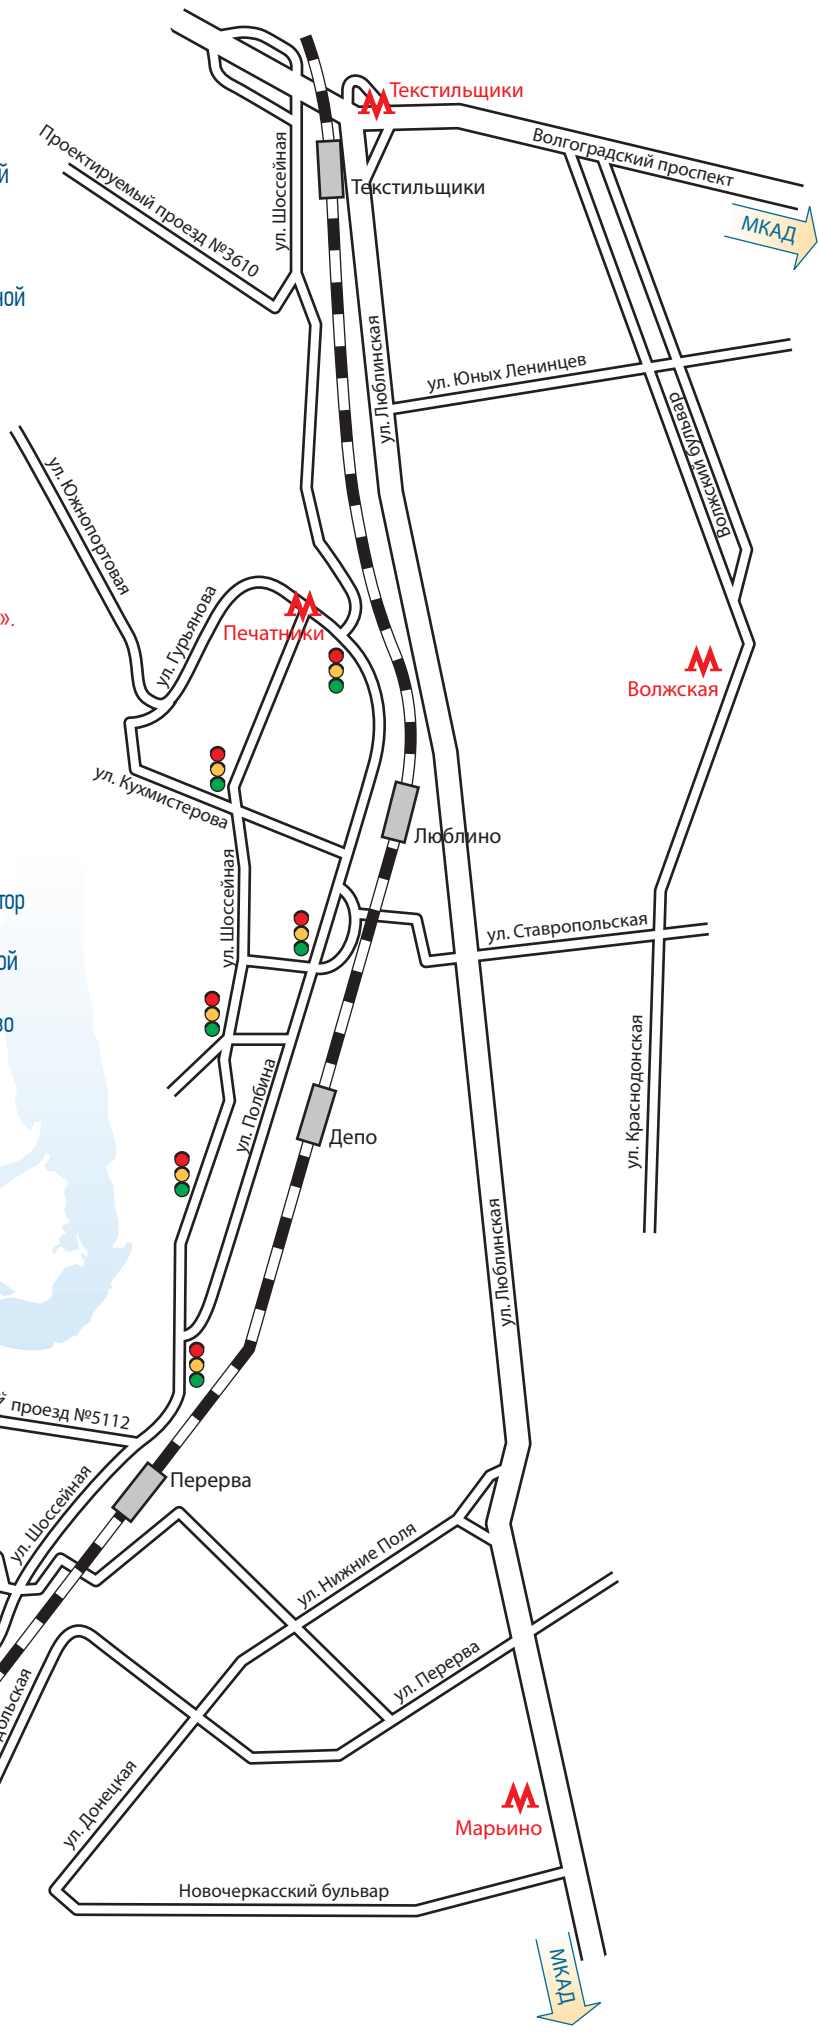 Текстильщики
Волгоградский проспект
Проектируемый проезд №3610
ул. Шоссейная
Текстильщики
МКАД
ул. Люблинская
ул. Юных Ленинцев
Волжский бульвар
ул. Южнопортовая
ул. Гурьянова
».
Печатники
Волжская
ул. Кухмистерова
Люблино
ул. Шоссейная
ул. Ставропольская
ул. Краснодонская
ул. Полбина
Депо
ул. Люблинская
проезд №5112
Перерва
ул. Шоссейная
ул. Нижние Поля
ул. Перерва
ул. Донецкая
Марьино
Новочеркасский бульвар
МКАД